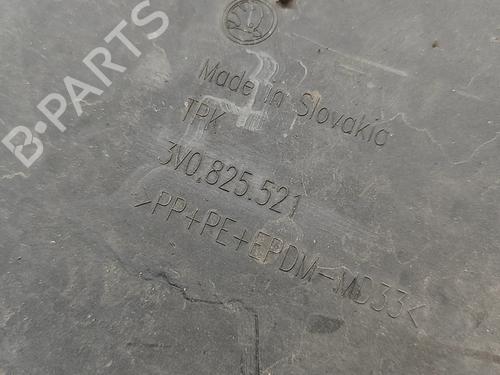 B-PARTS
Made in Slovakia
TPK
3V0.825.521
>PP+PE+EPDM-MD33<